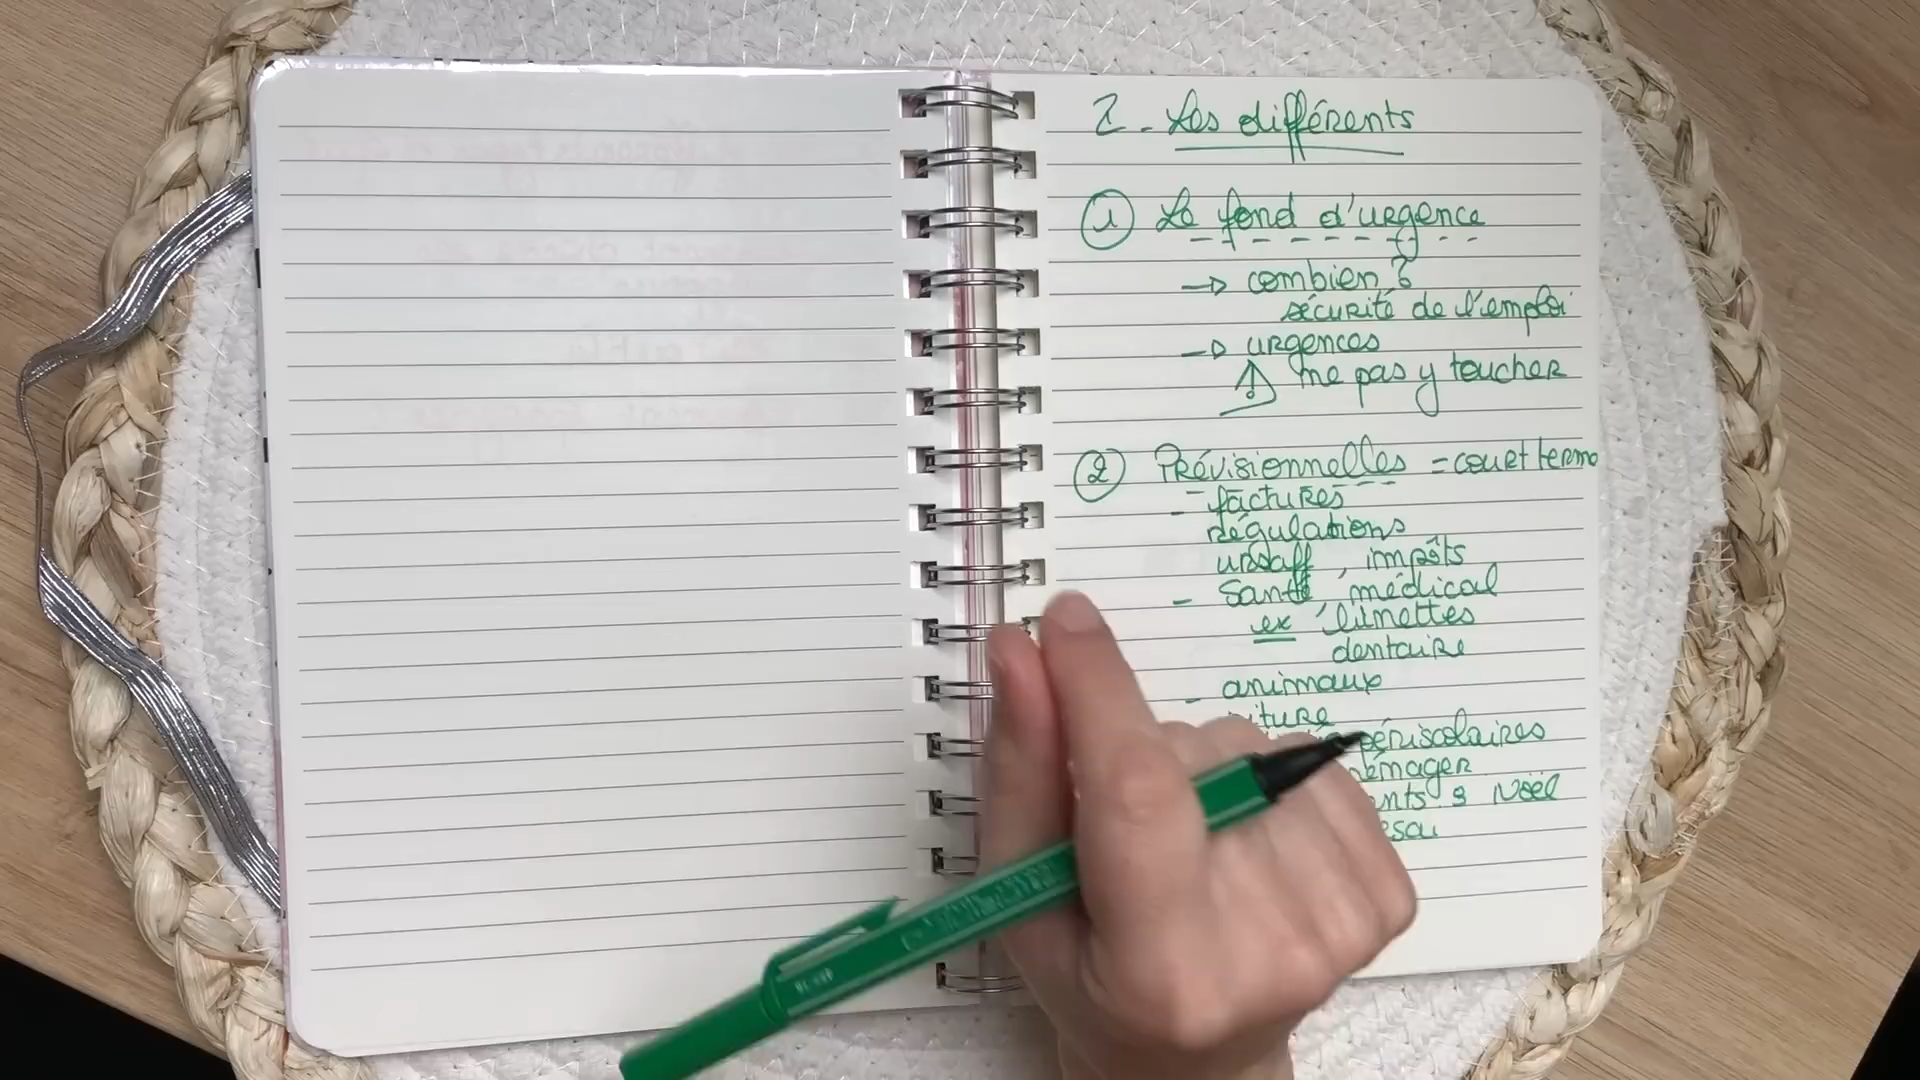 2 - Les différents
1 Le fond d'urgence
→ combien ?
sécurité de l'emploi
→ urgences
ne pas y toucher
2 Prévisionnelles = court terme
- factures
régulations
urssaff, impôts
- Santé, médical
ex lunettes
dentaire
- animaux
périscolaires
Noël